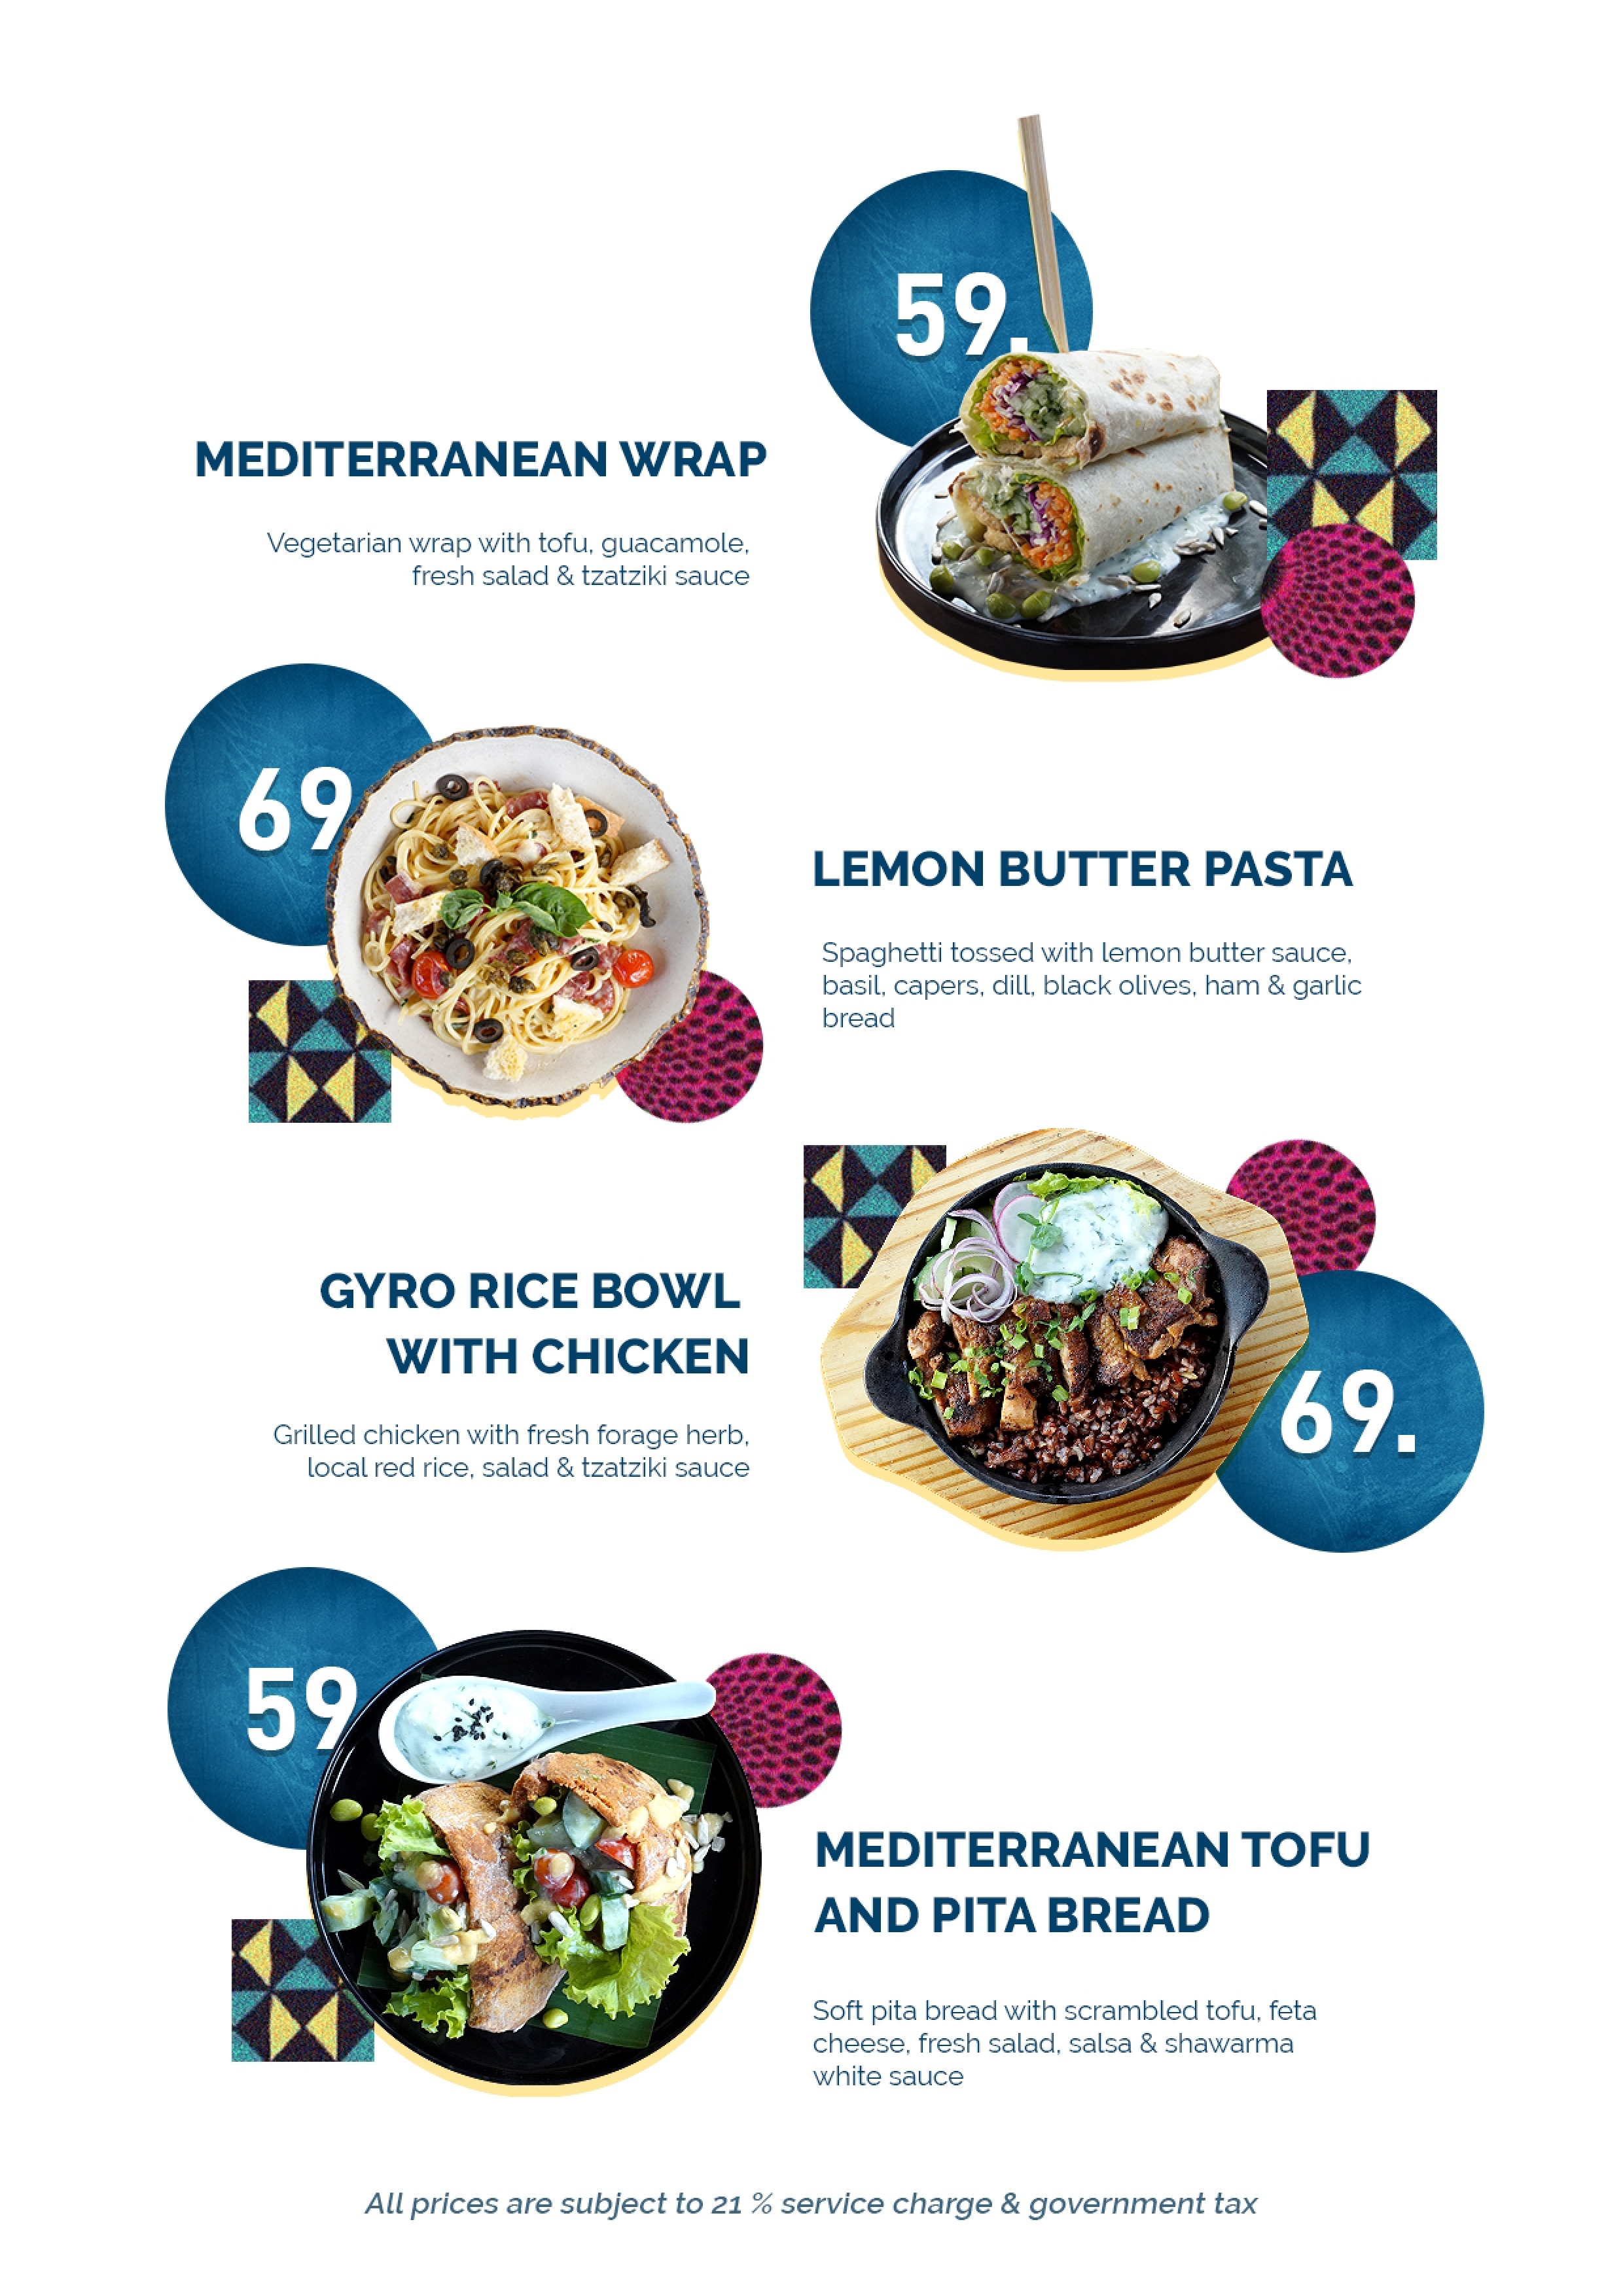 59.
MEDITERRANEAN WRAP
Vegetarian wrap with tofu, guacamole,
fresh salad & tzatziki sauce
69
LEMON BUTTER PASTA
Spaghetti tossed with lemon butter sauce,
basil, capers, dill, black olives, ham & garlic
bread
GYRO RICE BOWL
WITH CHICKEN
Grilled chicken with fresh forage herb,
local red rice, salad & tzatziki sauce
69.
59
MEDITERRANEAN TOFU
AND PITA BREAD
Soft pita bread with scrambled tofu, feta
cheese, fresh salad, salsa & shawarma
white sauce
All prices are subject to 21 % service charge & government tax